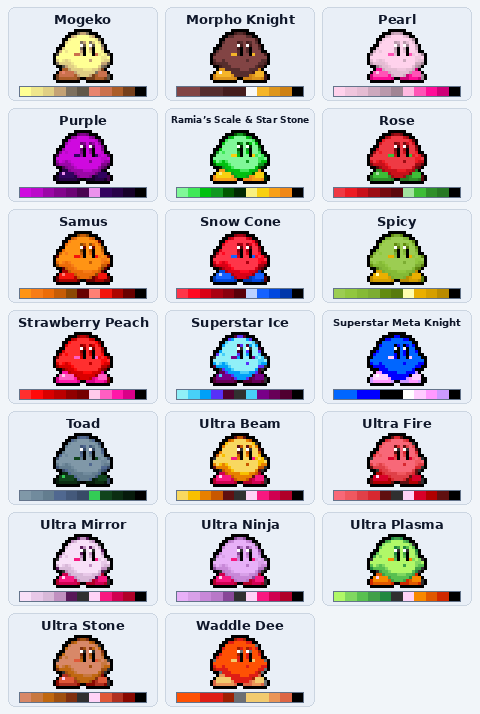 Mogeko
Morpho Knight
Pearl
Purple
Ramia's Scale & Star Stone
Rose
Samus
Snow Cone
Spicy
Strawberry Peach
Superstar Ice
Superstar Meta Knight
Toad
Ultra Beam
Ultra Fire
Ultra Mirror
Ultra Ninja
Ultra Plasma
Ultra Stone
Waddle Dee